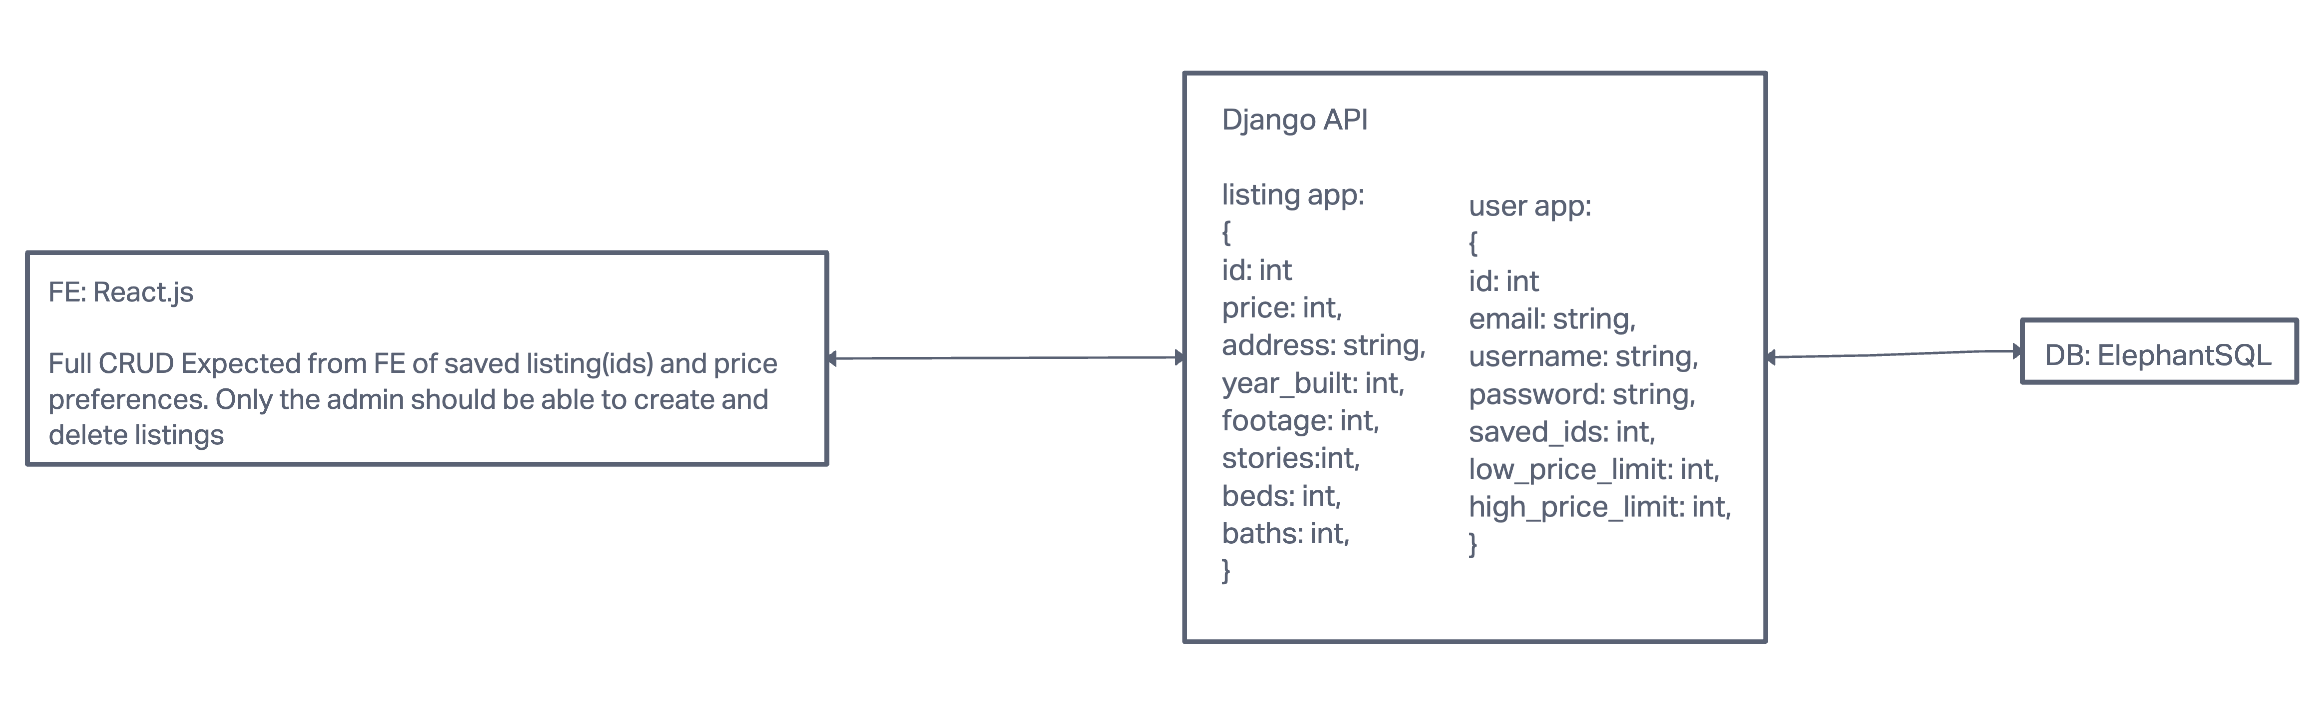 FE: React.js
Full CRUD Expected from FE of saved listing(ids) and price
preferences. Only the admin should be able to create and
delete listings
Django API
listing app:
{
id: int
price: int,
address: string,
year_built: int,
footage: int,
stories:int,
beds: int,
baths: int,
}
user app:
{
id: int
email: string,
username: string,
password: string,
saved_ids: int,
low_price_limit: int,
high_price_limit: int,
}
DB: ElephantSQL